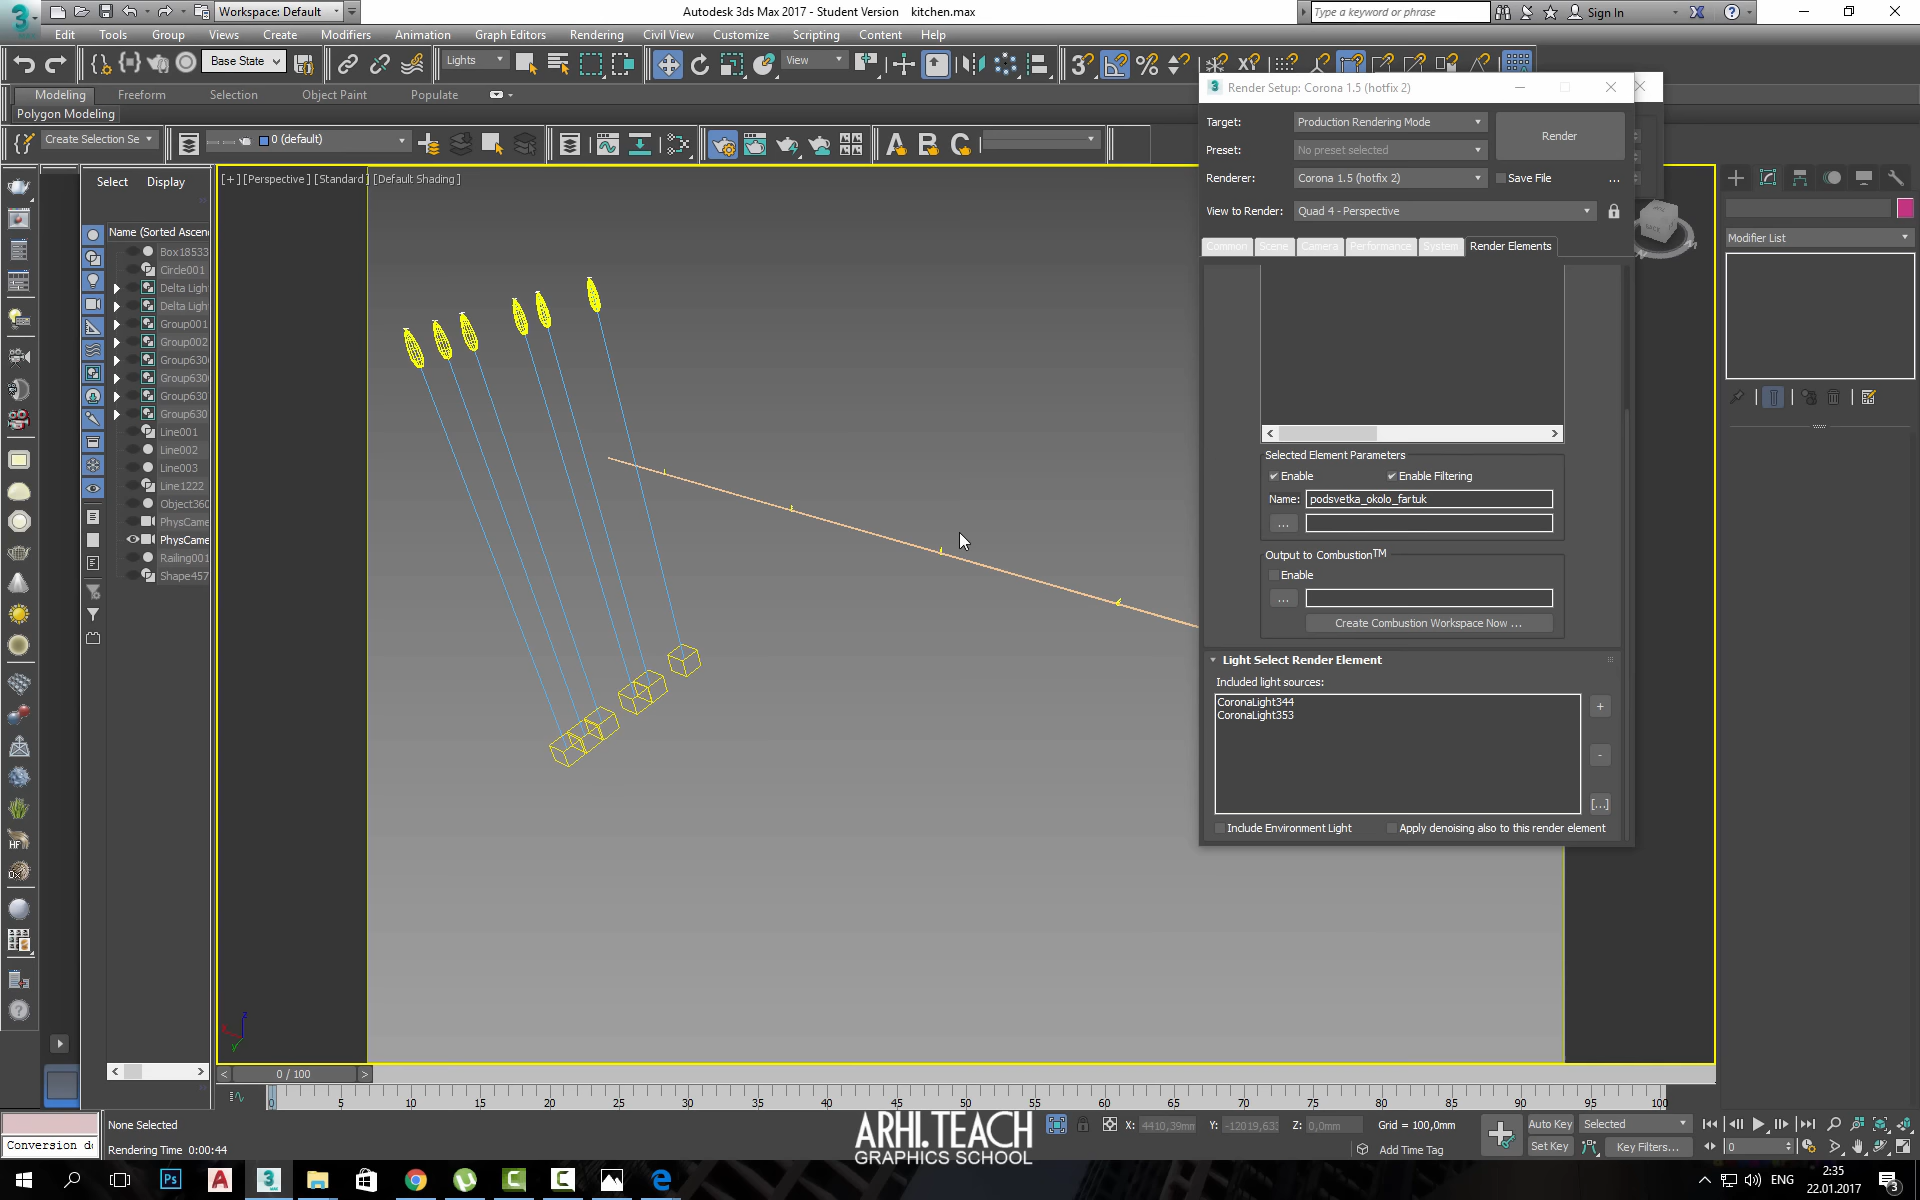 Workspace: Default
Autodesk 3ds Max 2017 - Student Version kitchen.max
Type a keyword or phrase
Sign In
Edit Tools Group Views Create Modifiers Animation Graph Editors Rendering Civil View Customize Scripting Content Help
Base State
Lights
View
Modeling Freeform Selection Object Paint Populate
Polygon Modeling
Create Selection Se
0 (default)
Select Display
Name (Sorted Ascen
Box18533
Circle001
Delta Ligh
Delta Ligh
Group001
Group002
Group630
Group630
Group630
Group630
Line001
Line002
Line003
Line1222
Object360
PhysCame
PhysCame
Railing001
Shape457
[+] [Perspective] [Standard] [Default Shading]
Render Setup: Corona 1.5 (hotfix 2)
Target: Production Rendering Mode
Render
Preset: No preset selected
Renderer: Corona 1.5 (hotfix 2)
Save File
...
View to Render: Quad 4 - Perspective
Common Scene Camera Performance System Render Elements
Selected Element Parameters
Enable
Enable Filtering
Name: podsvetka_okolo_fartuk
...
Output to Combustion™
Enable
...
Create Combustion Workspace Now ...
Light Select Render Element
Included light sources:
CoronaLight344
CoronaLight353
+
-
[...]
Include Environment Light
Apply denoising also to this render element
Modifier List
0 / 100
0 5 10 15 20 25 30 35 40 45 50 55 60 65 70 75 80 85 90 95 100
None Selected
Conversion d
Rendering Time 0:00:44
ARHI.TEACH
GRAPHICS SCHOOL
X: 4410,39mm
Y: -12019,633
Z: 0,0mm
Grid = 100,0mm
Add Time Tag
Auto Key
Selected
Set Key
Key Filters...
0
ENG
2:35
22.01.2017